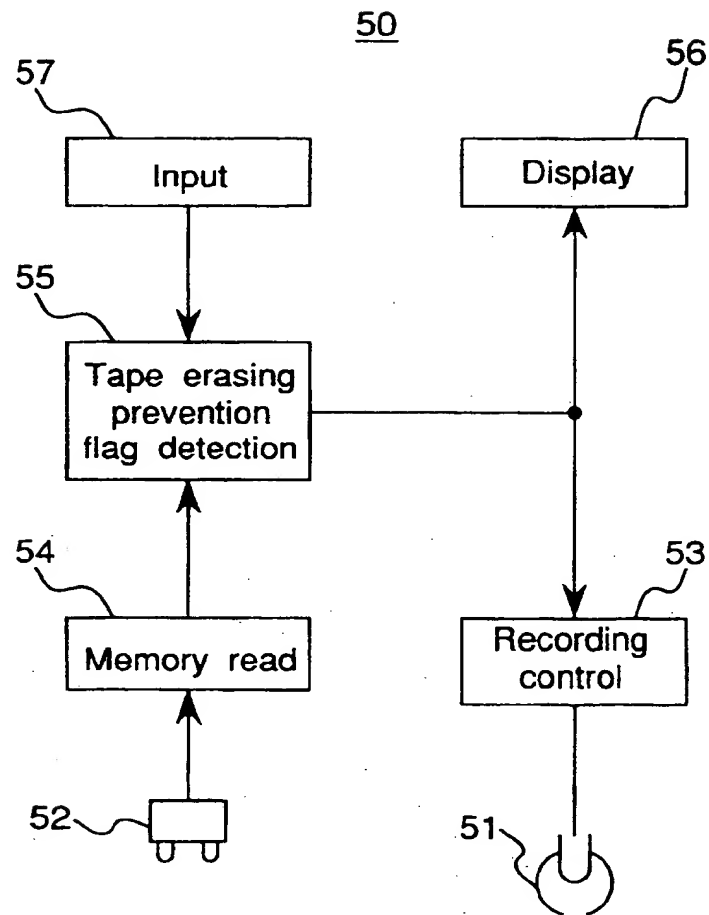 50
57
56
Input
Display
55
Tape erasing
prevention
flag detection
54
53
Memory read
Recording
control
52
51